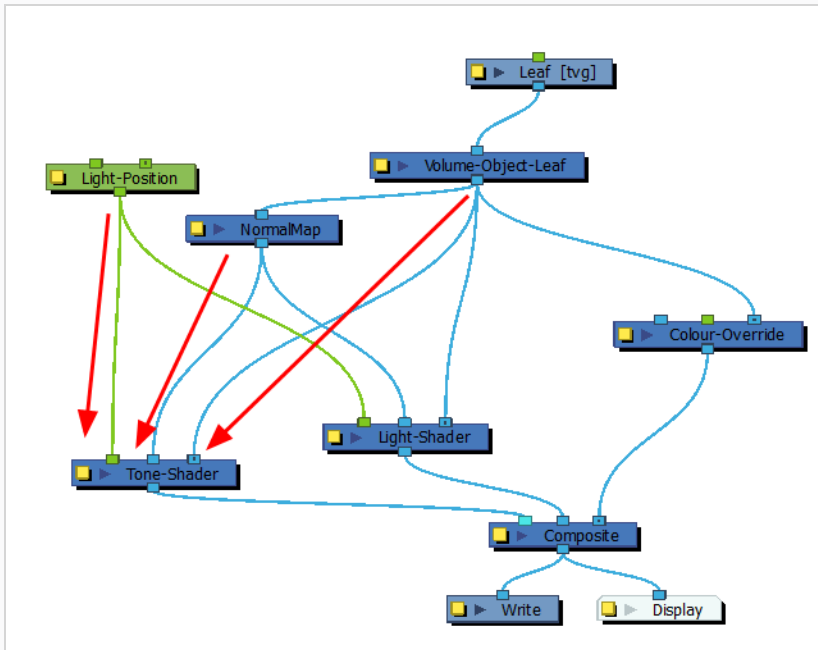 Leaf [tvg]
Volume-Object-Leaf
Light-Position
NormalMap
Colour-Override
Light-Shader
Tone-Shader
Composite
Write
Display